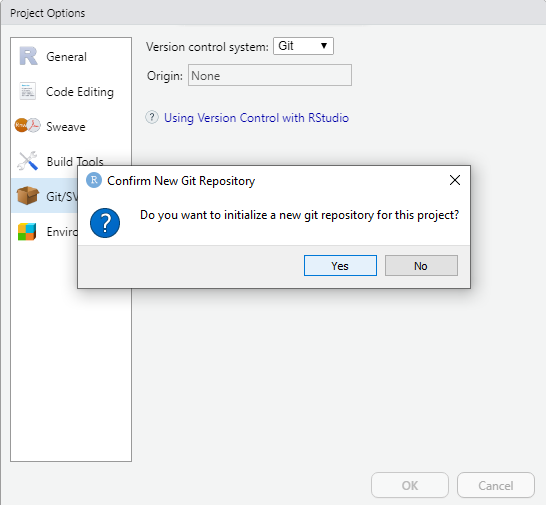 Project Options
General
Code Editing
Sweave
Build Tools
Git/SV
Enviro
Version control system: Git
Origin: None
? Using Version Control with RStudio
R Confirm New Git Repository
Do you want to initialize a new git repository for this project?
Yes No
OK Cancel